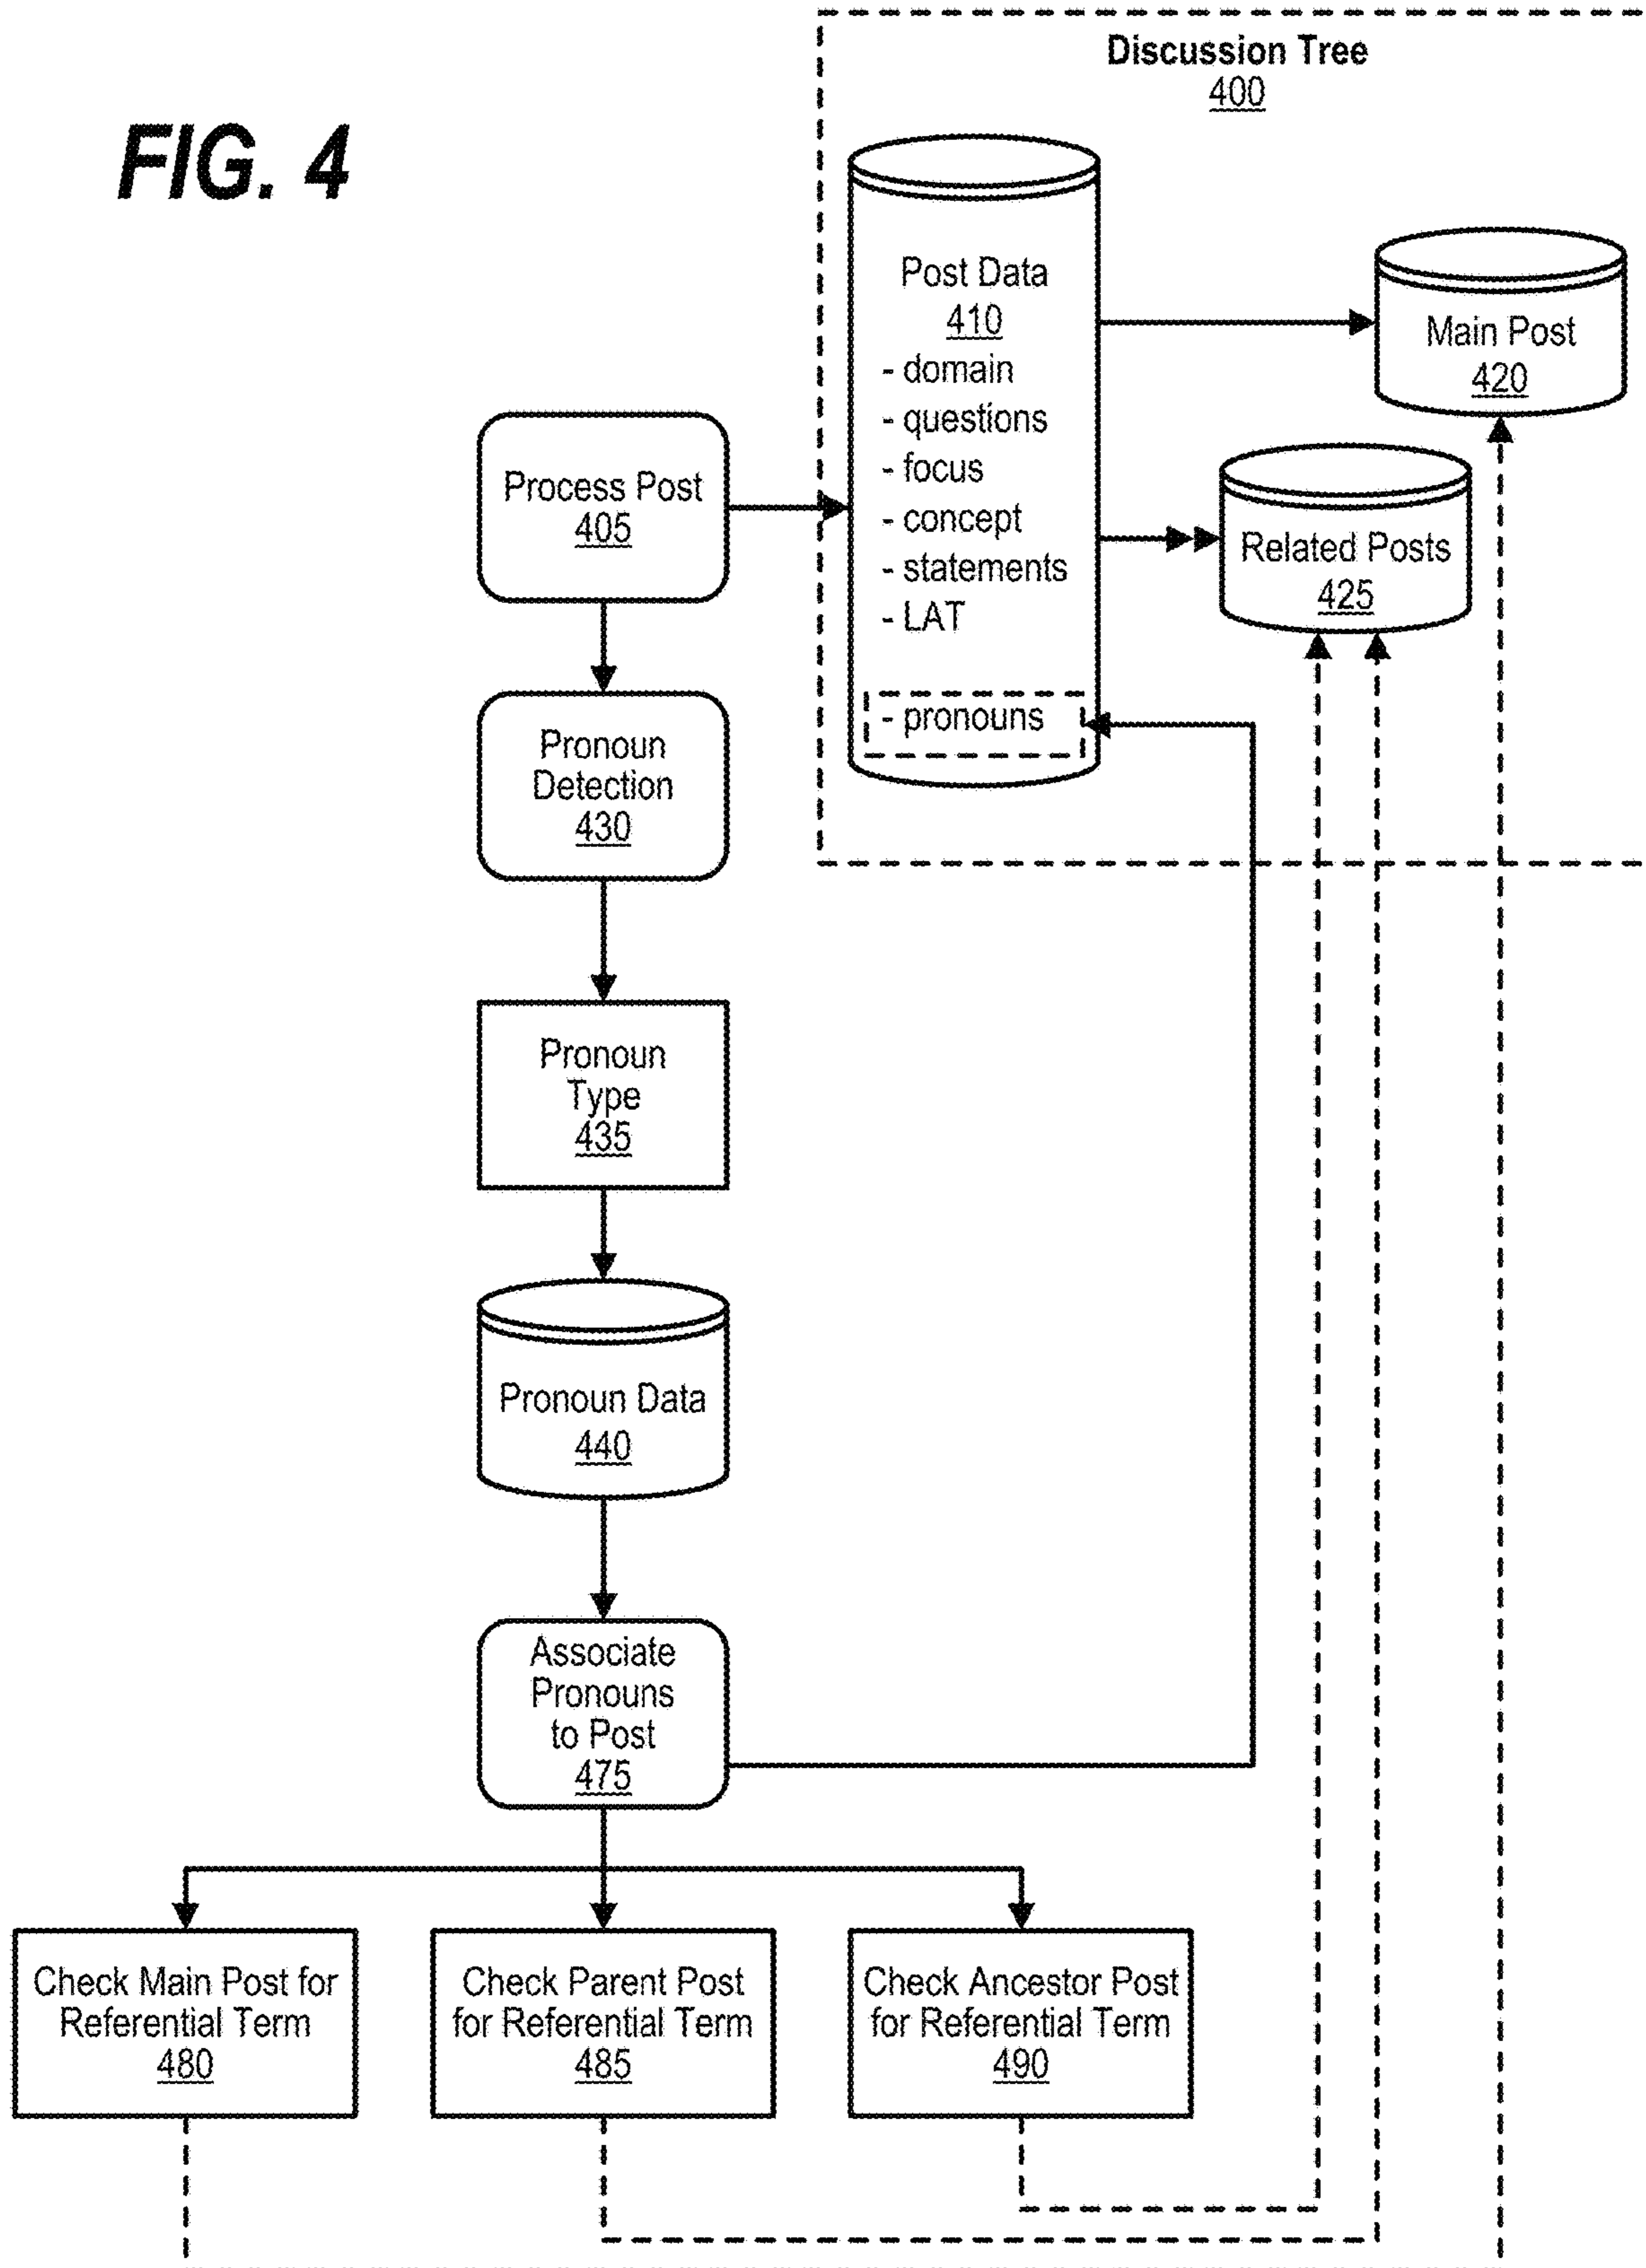 FIG. 4
Discussion Tree
400
Post Data
410
- domain
- questions
- focus
- concept
- statements
- LAT
- pronouns
Main Post
420
Related Posts
425
Process Post
405
Pronoun
Detection
430
Pronoun
Type
435
Pronoun Data
440
Associate
Pronouns
to Post
475
Check Main Post for
Referential Term
480
Check Parent Post
for Referential Term
485
Check Ancestor Post
for Referential Term
490